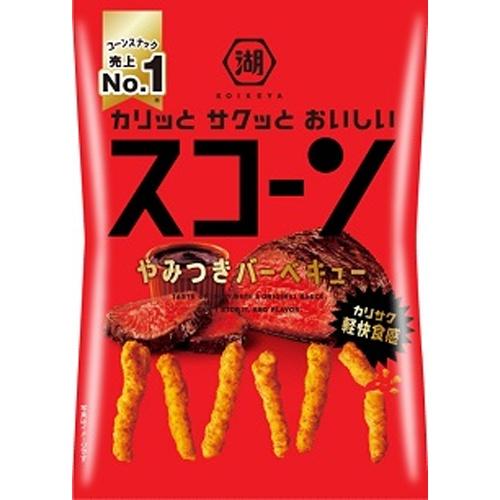 コーンスナック
売上
No.1
湖
KOIKEYA
カリッと サクッと おいしい
スコーン
やみつきバーベキュー
カリサク
軽快食感